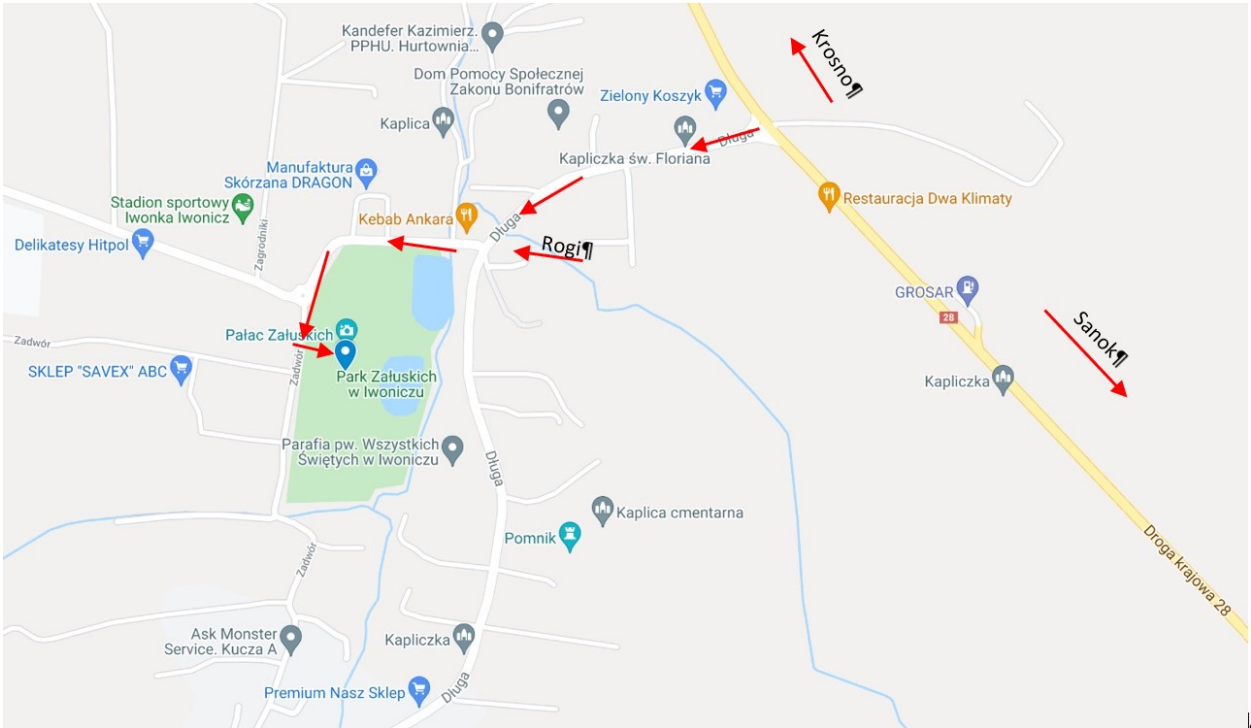 Kandefer Kazimierz.
PPHU. Hurtownia...
Krosno¶
Dom Pomocy Społecznej
Zakonu Bonifratrów
Zielony Koszyk
Kaplica
Długa
Kapliczka św. Floriana
Manufaktura
Skórzana DRAGON
Stadion sportowy
Iwonka Iwonicz
Restauracja Dwa Klimaty
Kebab Ankara
Długa
Delikatesy Hitpol
Zagrodniki
Rogi¶
GROSAR
28
Sanok¶
Pałac Załuskich
Zadwór
Zadwór
SKLEP "SAVEX" ABC
Park Załuskich
w Iwoniczu
Kapliczka
Parafia pw. Wszystkich
Świętych w Iwoniczu
Długa
Kaplica cmentarna
Pomnik
Zadwór
Droga krajowa 28
Ask Monster
Service. Kucza A
Kapliczka
Premium Nasz Sklep
Długa